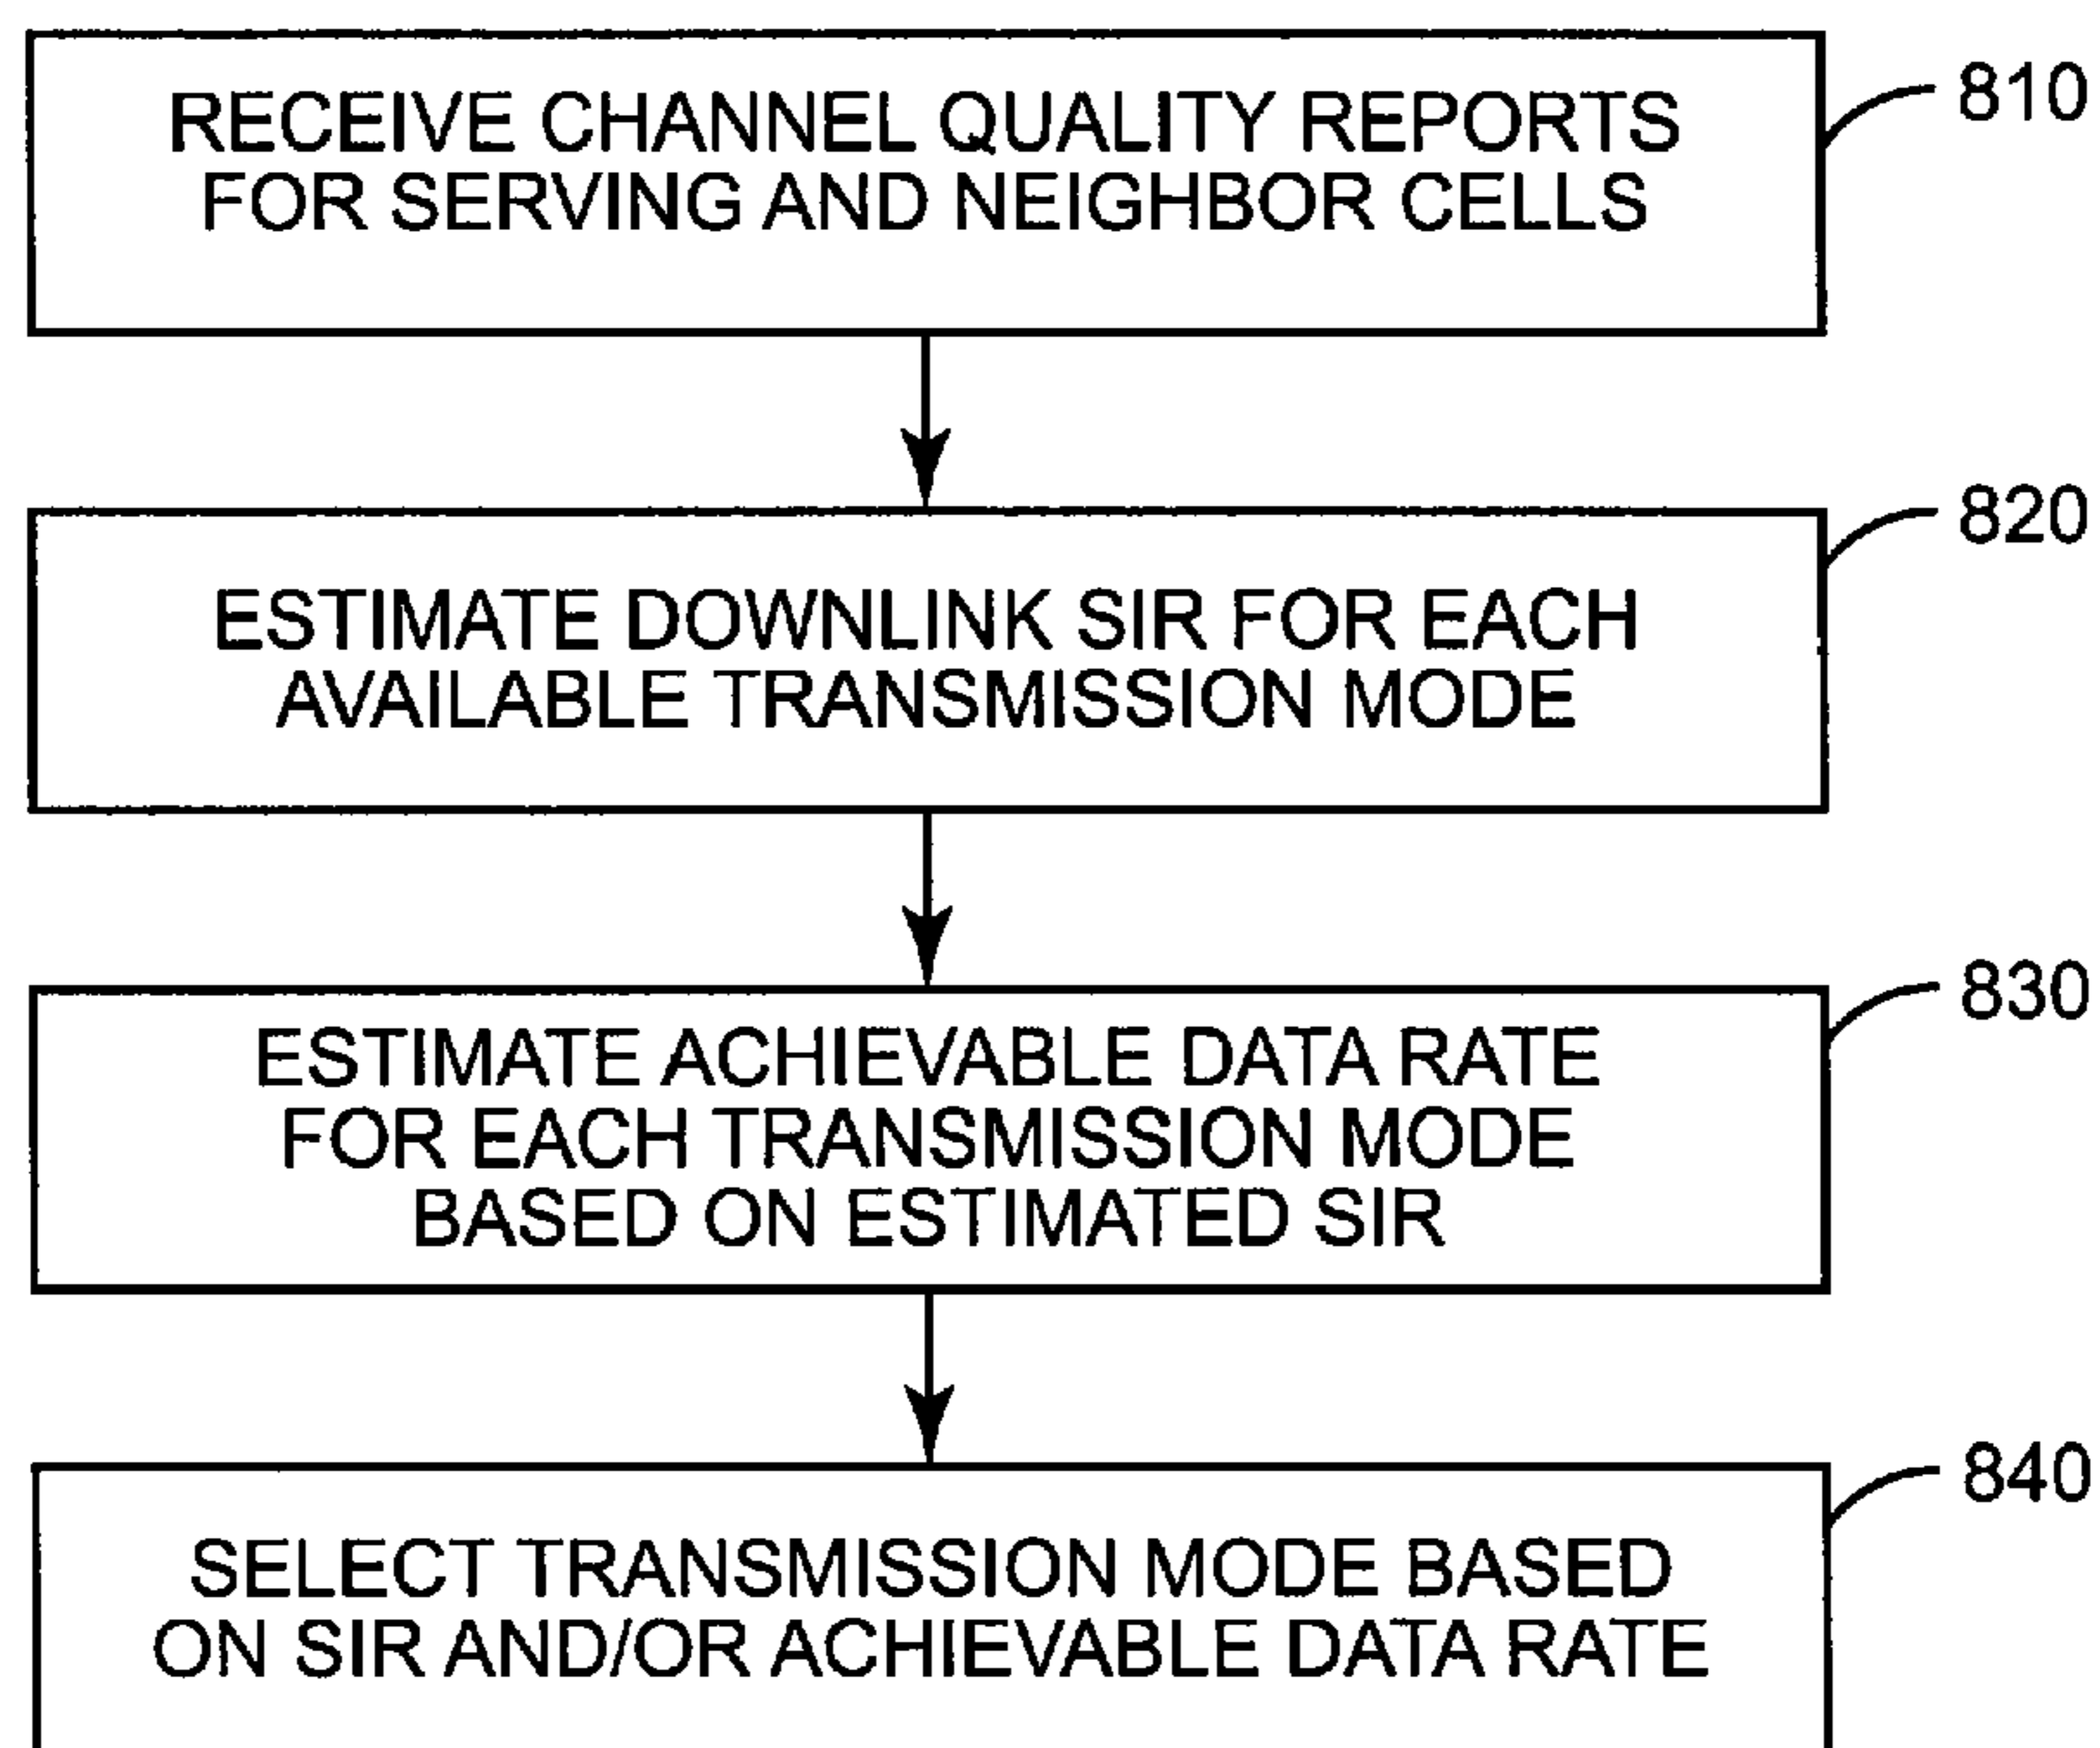 RECEIVE CHANNEL QUALITY REPORTS
FOR SERVING AND NEIGHBOR CELLS
810
ESTIMATE DOWNLINK SIR FOR EACH
AVAILABLE TRANSMISSION MODE
820
ESTIMATE ACHIEVABLE DATA RATE
FOR EACH TRANSMISSION MODE
BASED ON ESTIMATED SIR
830
SELECT TRANSMISSION MODE BASED
ON SIR AND/OR ACHIEVABLE DATA RATE
840